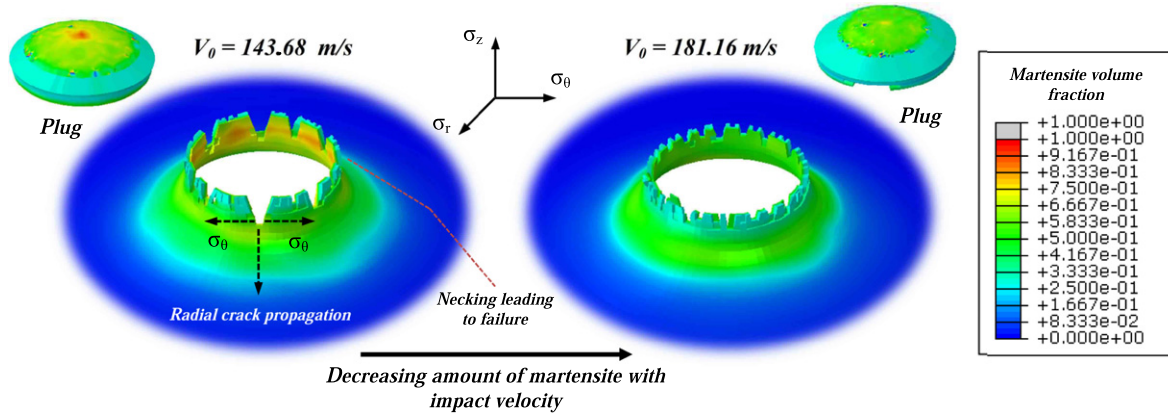 V₀ = 143.68 m/s
σz
V₀ = 181.16 m/s
σθ
σr
Plug
Plug
Martensite volume
fraction
+1.000e+00
+1.000e+00
+9.167e-01
+8.333e-01
+7.500e-01
+6.667e-01
+5.833e-01
+5.000e-01
+4.167e-01
+3.333e-01
+2.500e-01
+1.667e-01
+8.333e-02
+0.000e+00
σθ
σθ
Radial crack propagation
Necking leading
to failure
Decreasing amount of martensite with
impact velocity